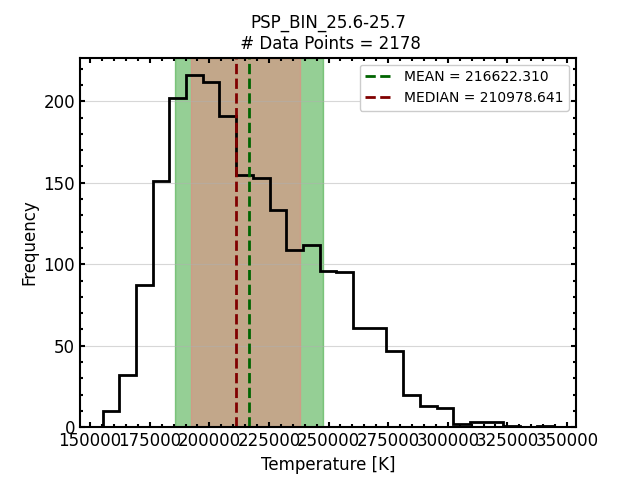 PSP_BIN_25.6-25.7
# Data Points = 2178
MEAN = 216622.310
MEDIAN = 210978.641
Frequency
200
150
100
50
0
150000 175000 200000 225000 250000 275000 300000 325000 350000
Temperature [K]